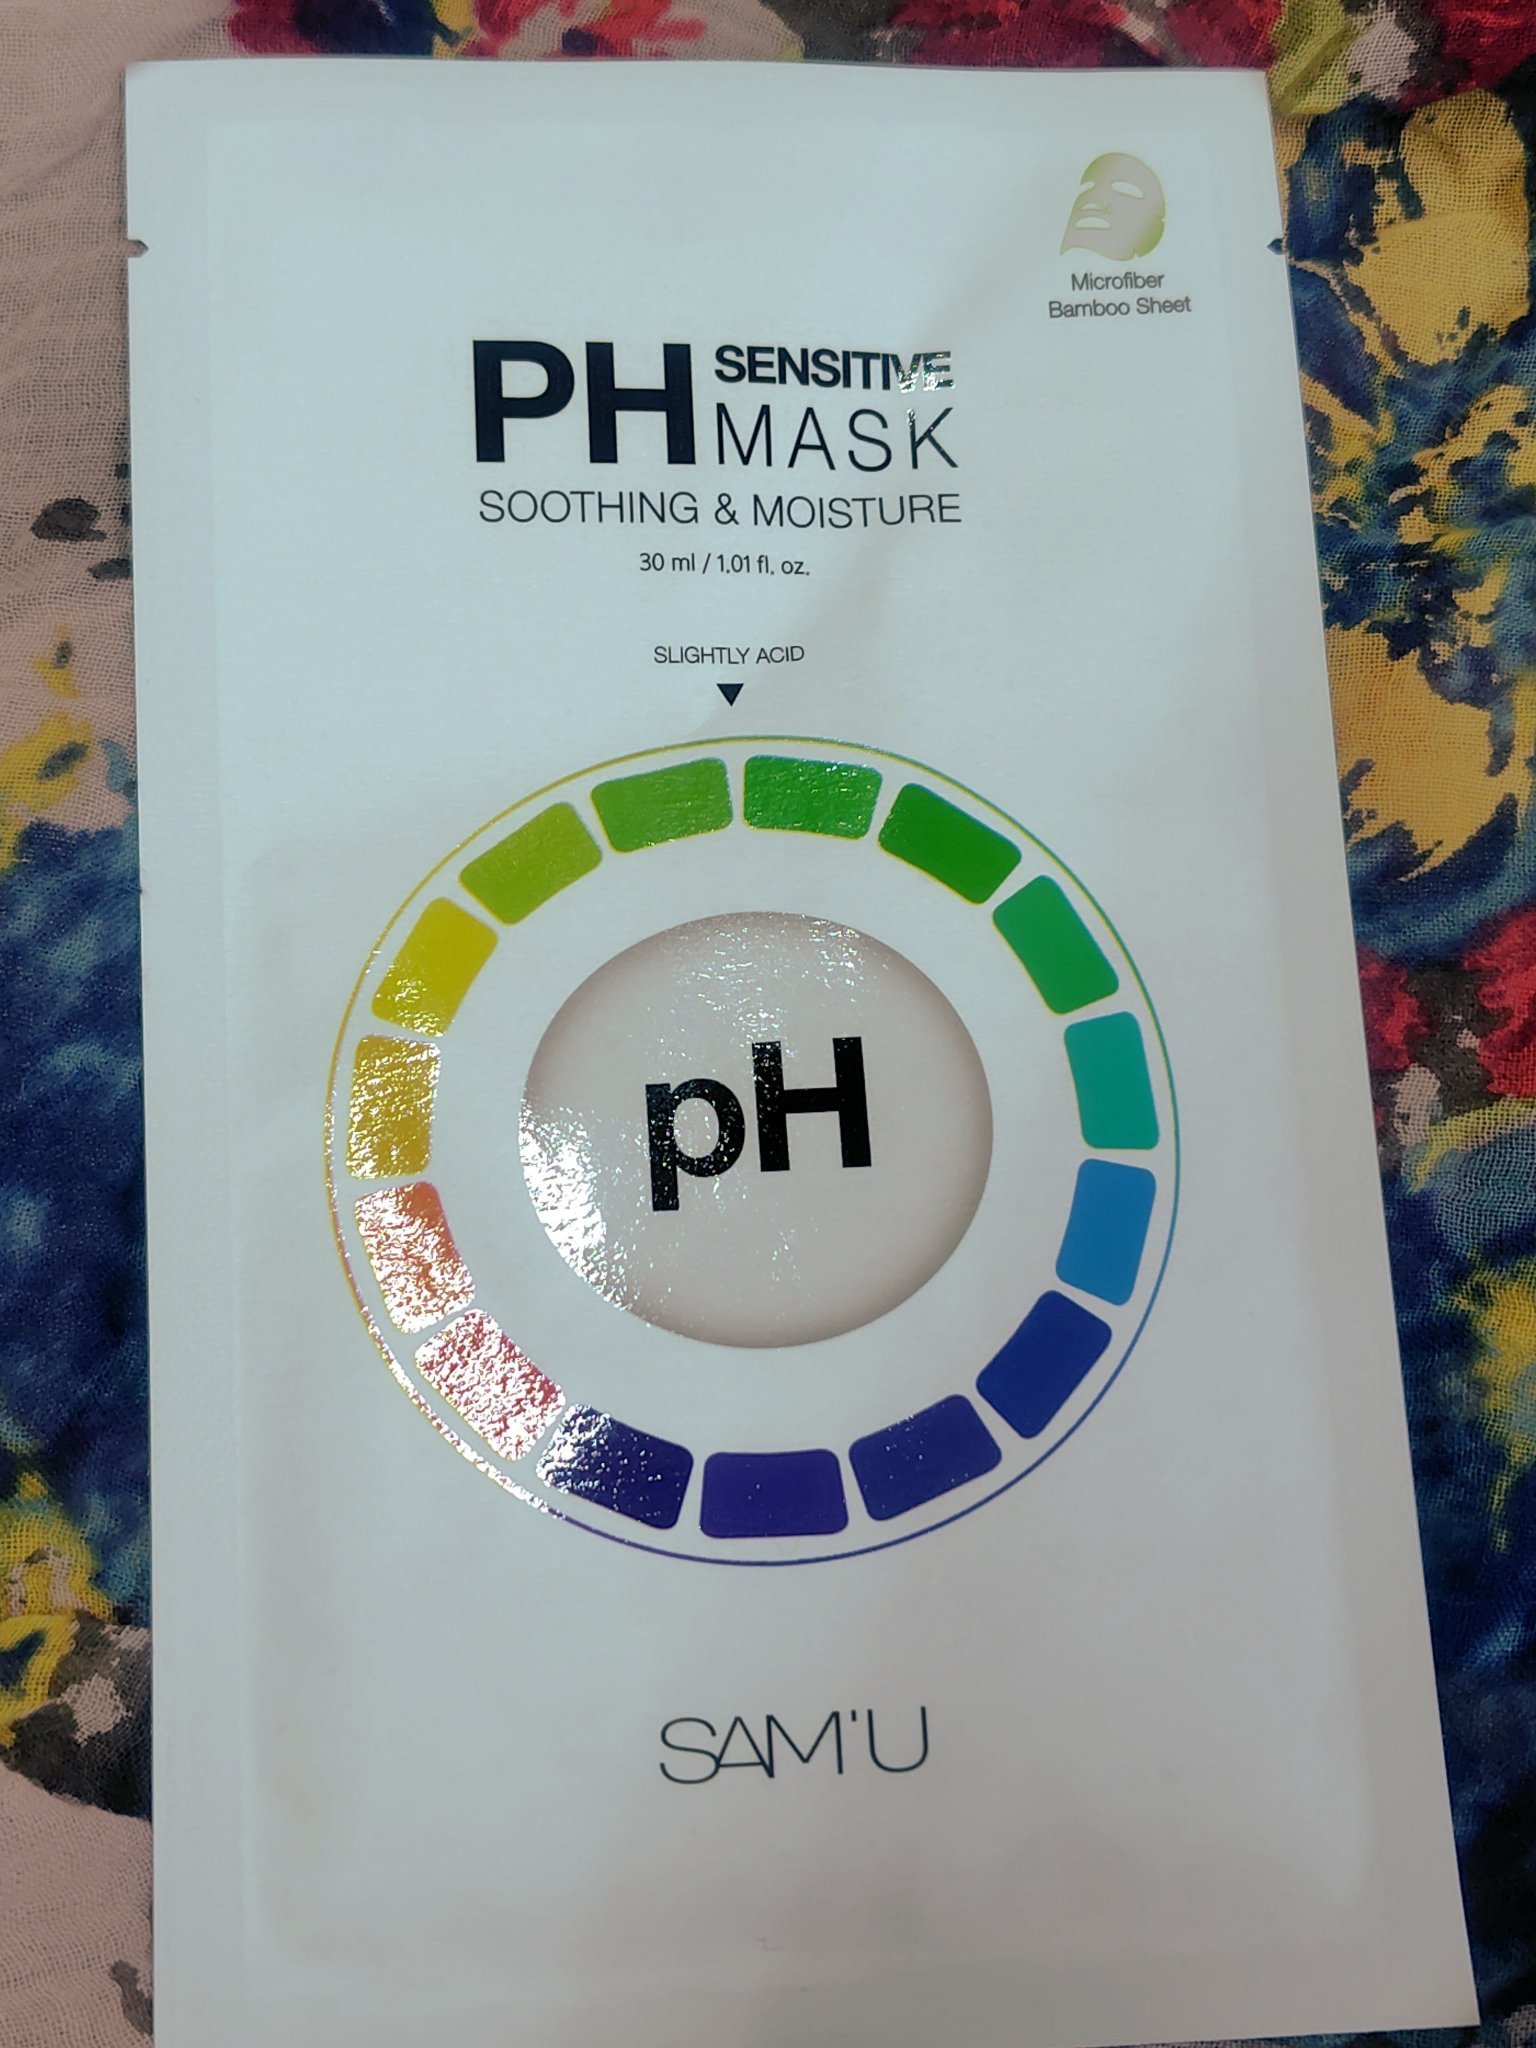 Microfiber
Bamboo Sheet
PH SENSITIVE
MASK
SOOTHING & MOISTURE
30 ml / 1.01 fl. oz.
SLIGHTLY ACID
pH
SAM'U